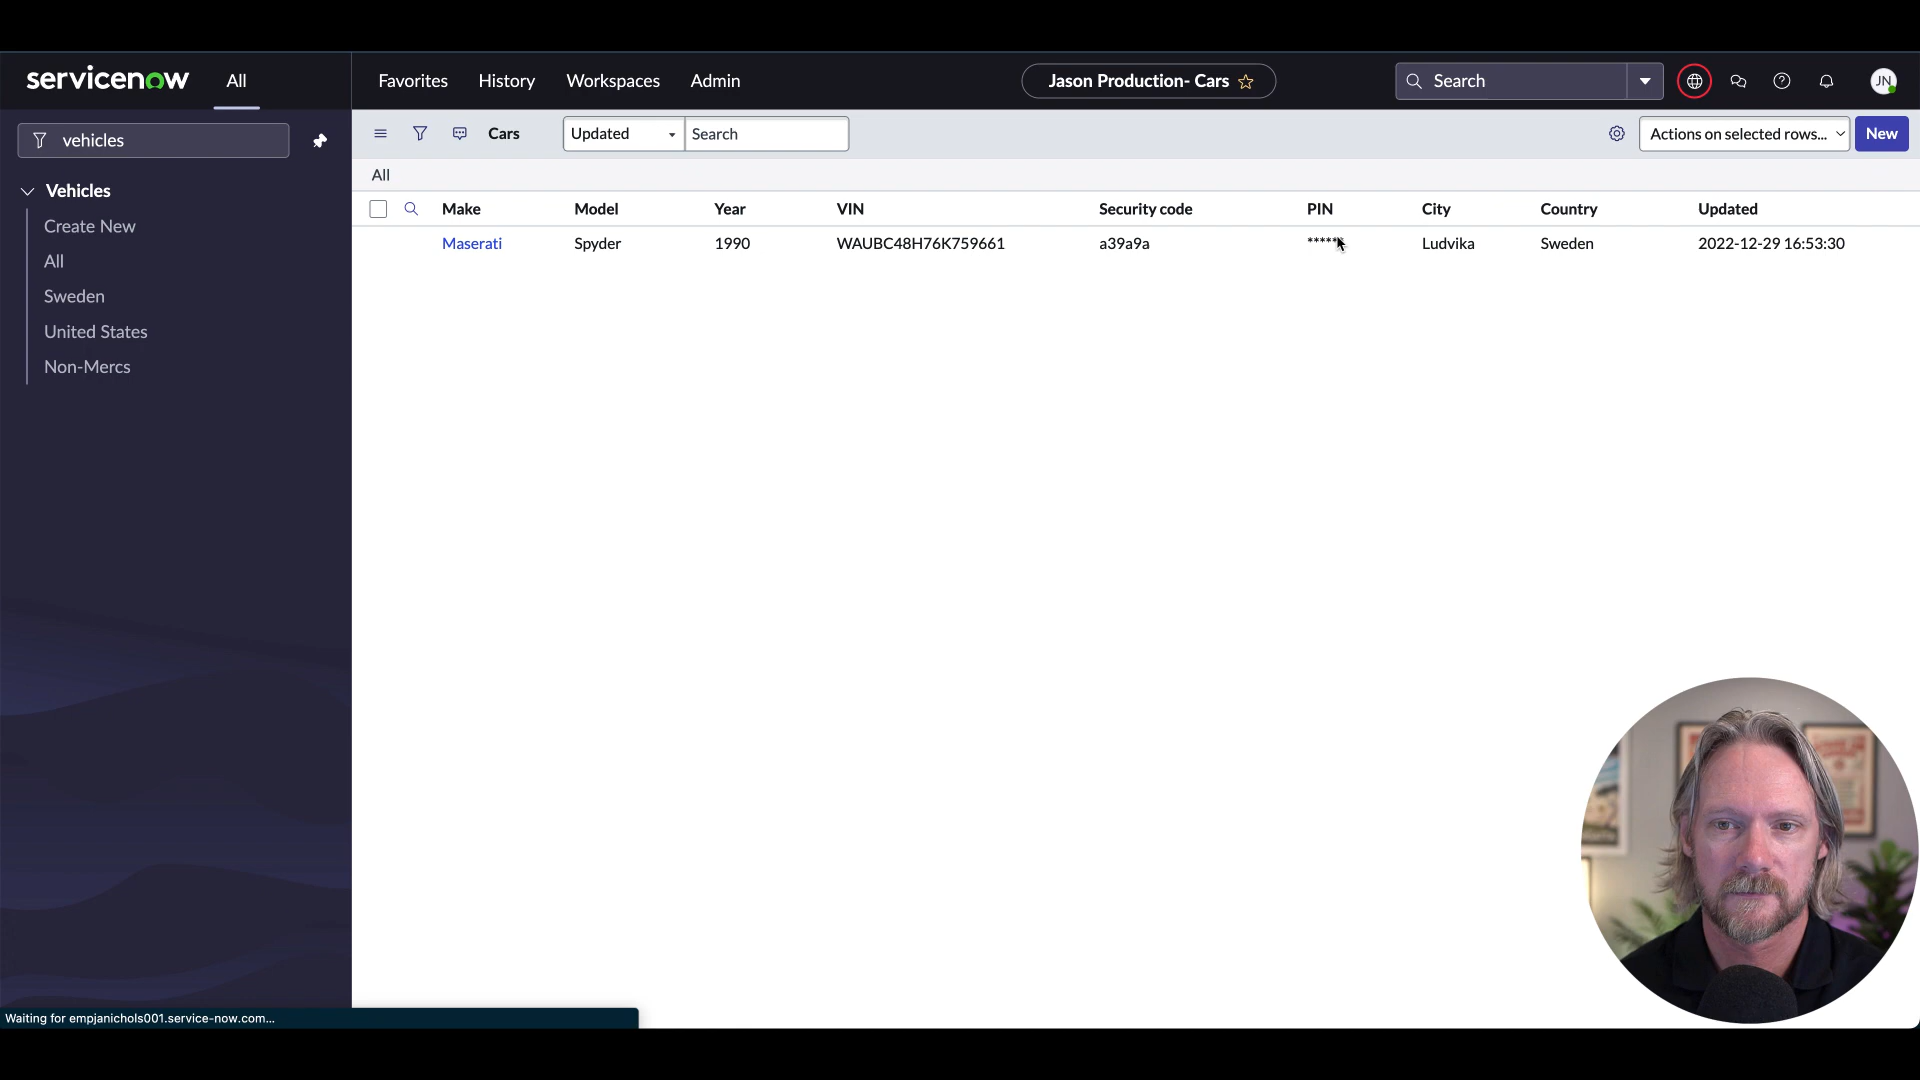 servicenow All Favorites History Workspaces Admin Jason Production- Cars Search JN
vehicles Cars Updated Search Actions on selected rows... New
All
Vehicles
Create New
All
Sweden
United States
Non-Mercs
Make Model Year VIN Security code PIN City Country Updated
Maserati Spyder 1990 WAUBC48H76K759661 a39a9a ****** Ludvika Sweden 2022-12-29 16:53:30
Waiting for empjanichols001.service-now.com...